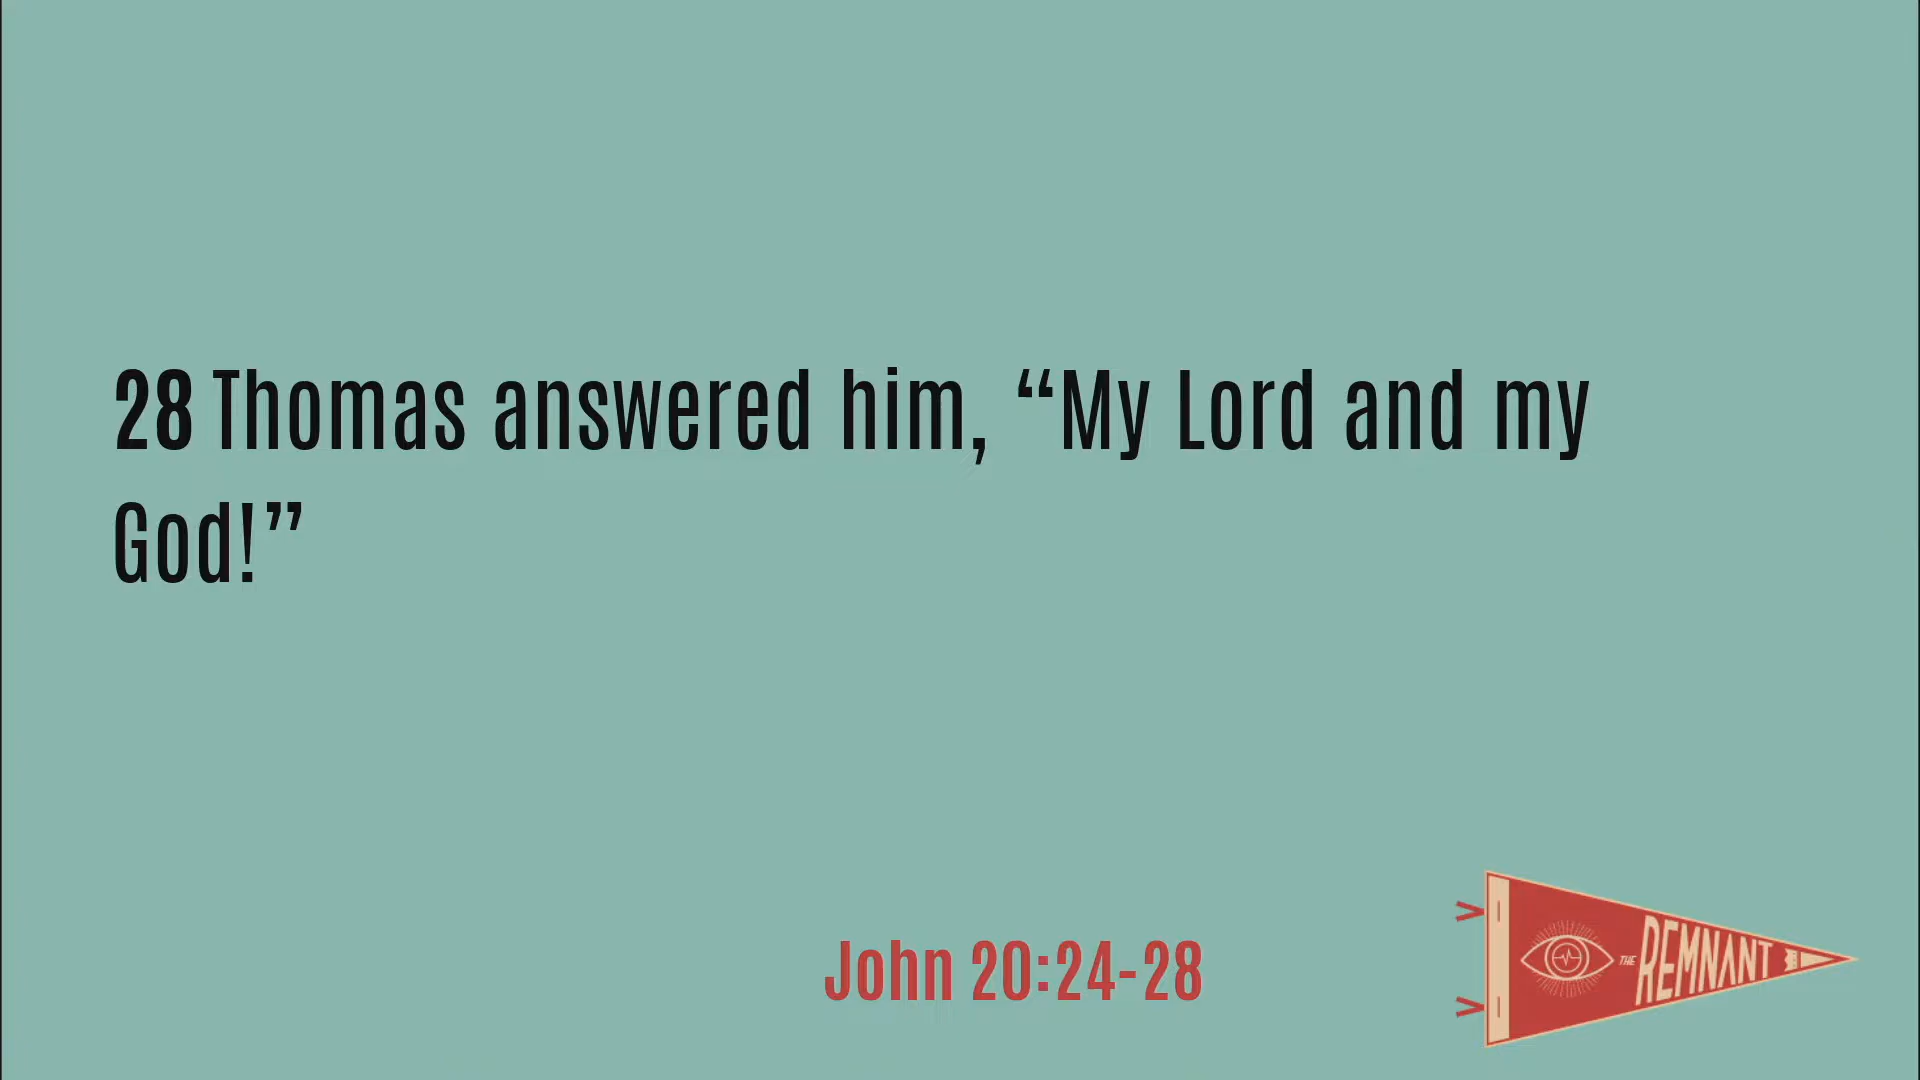 28 Thomas answered him, “My Lord and my
God!”
John 20:24-28
THE REMNANT